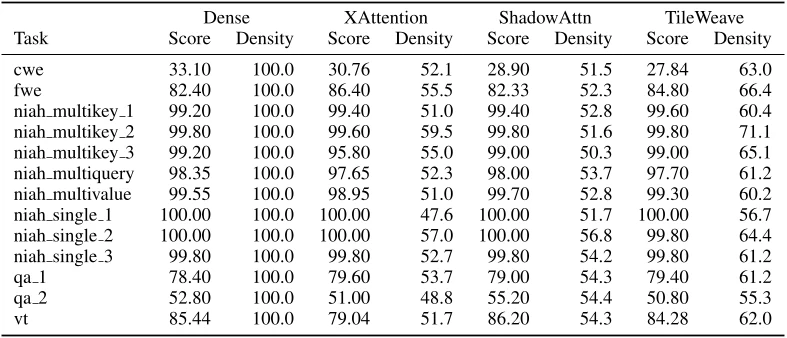 Dense XAttention ShadowAttn TileWeave
Task Score Density Score Density Score Density Score Density
cwe 33.10 100.0 30.76 52.1 28.90 51.5 27.84 63.0
fwe 82.40 100.0 86.40 55.5 82.33 52.3 84.80 66.4
niah_multikey_1 99.20 100.0 99.40 51.0 99.40 52.8 99.60 60.4
niah_multikey_2 99.80 100.0 99.60 59.5 99.80 51.6 99.80 71.1
niah_multikey_3 99.20 100.0 95.80 55.0 99.00 50.3 99.00 65.1
niah_multiquery 98.35 100.0 97.65 52.3 98.00 53.7 97.70 61.2
niah_multivalue 99.55 100.0 98.95 51.0 99.70 52.8 99.30 60.2
niah_single_1 100.00 100.0 100.00 47.6 100.00 51.7 100.00 56.7
niah_single_2 100.00 100.0 100.00 57.0 100.00 56.8 99.80 64.4
niah_single_3 99.80 100.0 99.80 52.7 99.80 54.2 99.80 61.2
qa_1 78.40 100.0 79.60 53.7 79.00 54.3 79.40 61.2
qa_2 52.80 100.0 51.00 48.8 55.20 54.4 50.80 55.3
vt 85.44 100.0 79.04 51.7 86.20 54.3 84.28 62.0